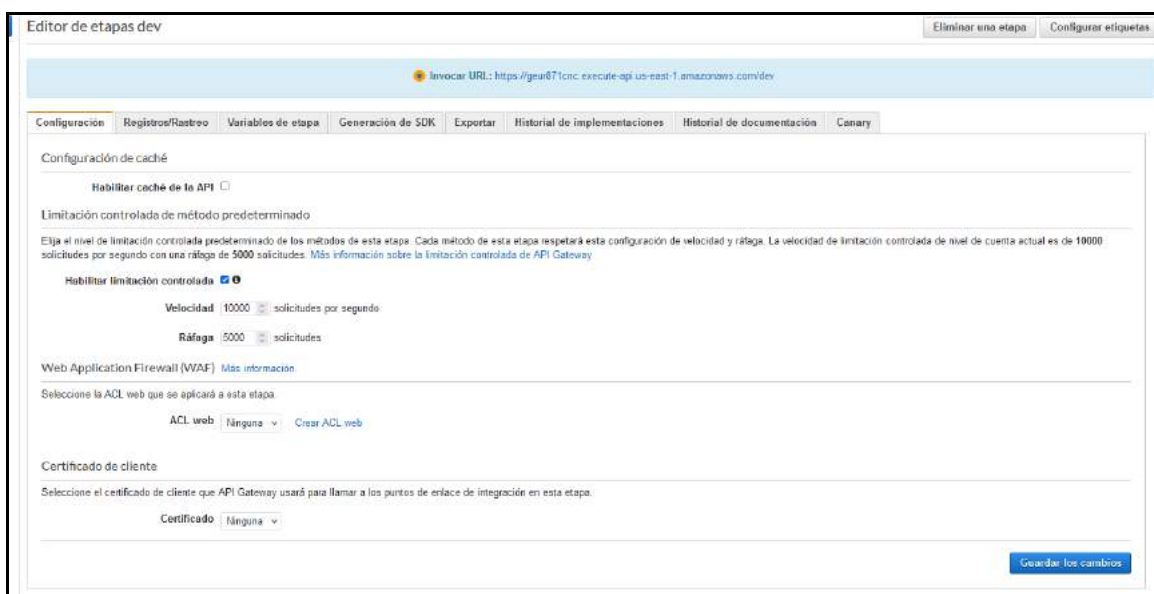 Editor de etapas dev
Eliminar una etapa
Configurar etiquetas
Invocar URL: https://geur871cnc.execute-api.us-east-1.amazonaws.com/dev
Configuración
Registros/Rastreo
Variables de etapa
Generación de SDK
Exportar
Historial de implementaciones
Historial de documentación
Canary
Configuración de caché
Habilitar caché de la API
Limitación controlada de método predeterminado
Elija el nivel de limitación controlada predeterminado de los métodos de esta etapa. Cada método de esta etapa respetará esta configuración de velocidad y ráfaga. La velocidad de limitación controlada de nivel de cuenta actual es de 10000
solicitudes por segundo con una ráfaga de 5000 solicitudes. Más información sobre la limitación controlada de API Gateway
Habilitar limitación controlada
Velocidad 10000 solicitudes por segundo
Ráfaga 5000 solicitudes
Web Application Firewall (WAF) Más información.
Seleccione la ACL web que se aplicará a esta etapa.
ACL web Ninguna Crear ACL web
Certificado de cliente
Seleccione el certificado de cliente que API Gateway usará para llamar a los puntos de enlace de integración en esta etapa.
Certificado Ninguna
Guardar los cambios